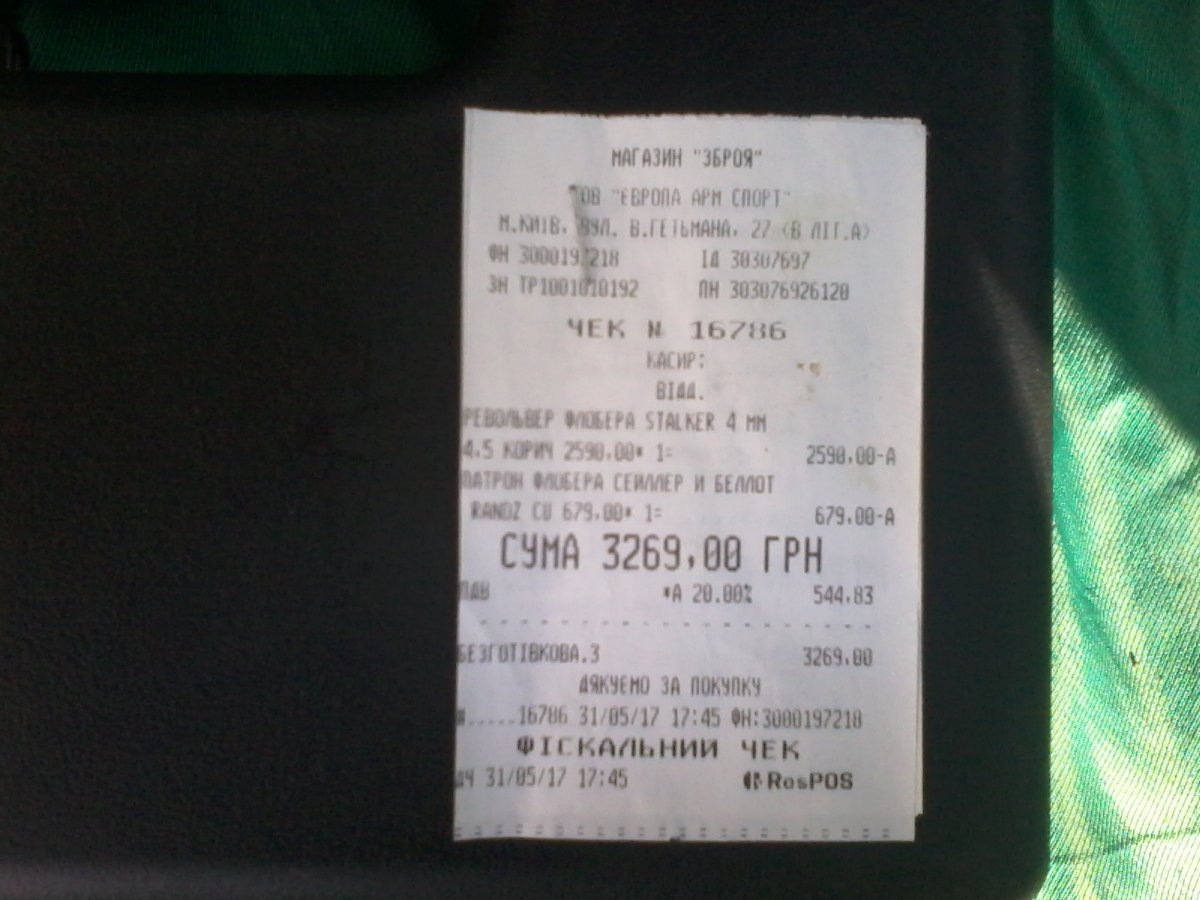 МАГАЗИН "ЗБРОЯ"
ТОВ "ЄВРОПА АРМ СПОРТ"
М.КИЇВ, ВУЛ. В.ГЕТЬМАНА, 27 (В ЛІТ.А)
ФН 3000197218 ІД 30307697
ЗН ТР1001010192 ПН 303076926120
ЧЕК № 16786
КАСИР:
ВІДД.
РЕВОЛЬВЕР ФЛОБЕРА STALKER 4 ММ
4.5 КОРИЧ 2590.00* 1= 2590.00-А
ПАТРОН ФЛОБЕРА СЕЙЛЛЕР И БЕЛЛОТ
RANDZ CU 679.00* 1= 679.00-А
СУМА 3269,00 ГРН
ПДВ *А 20.00% 544.83
БЕЗГОТІВКОВА.3 3269.00
ДЯКУЄМО ЗА ПОКУПКУ
#.....16786 31/05/17 17:45 ФН:3000197218
ФІСКАЛЬНИЙ ЧЕК
ДЧ 31/05/17 17:45 ResPOS